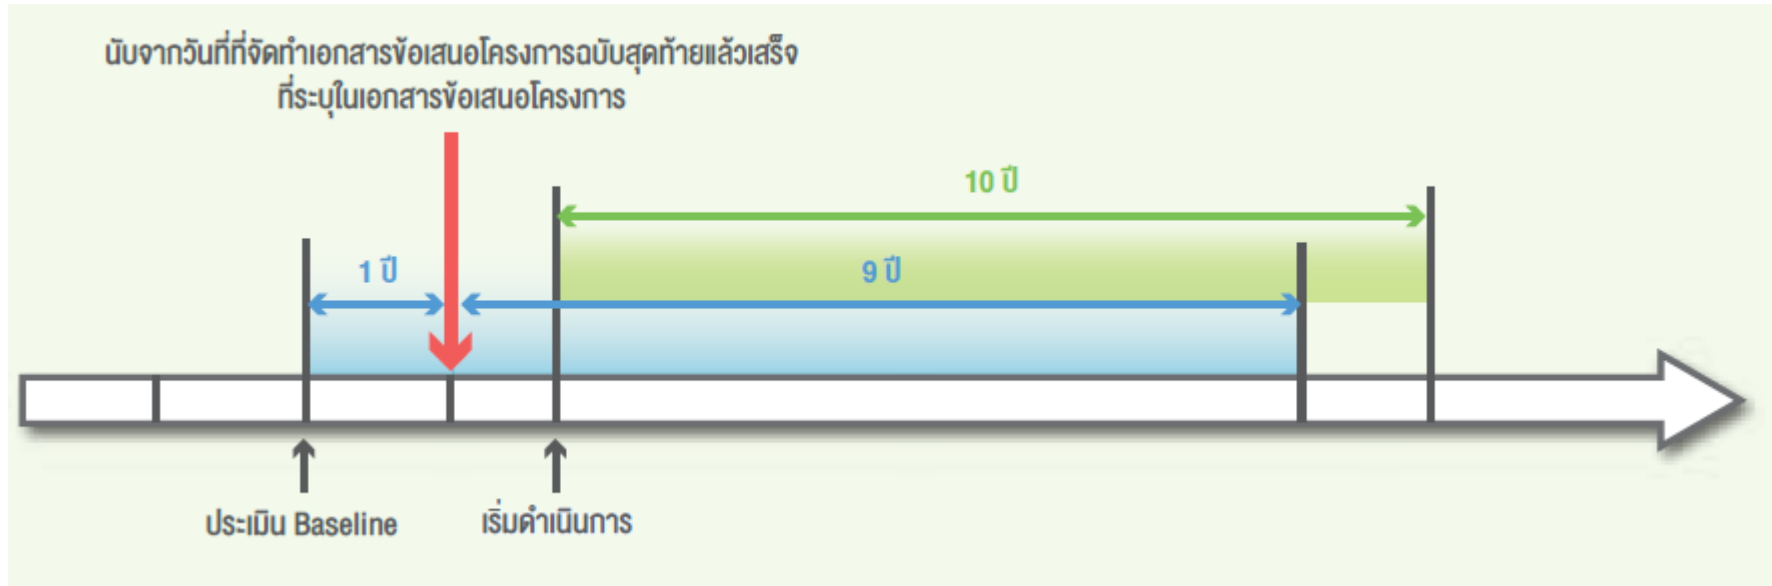 นับจากวันที่ที่จัดทำเอกสารข้อเสนอโครงการฉบับสุดท้ายแล้วเสร็จ
ที่ระบุในเอกสารข้อเสนอโครงการ
10 ปี
1 ปี
9 ปี
ประเมิน Baseline
เริ่มดำเนินการ